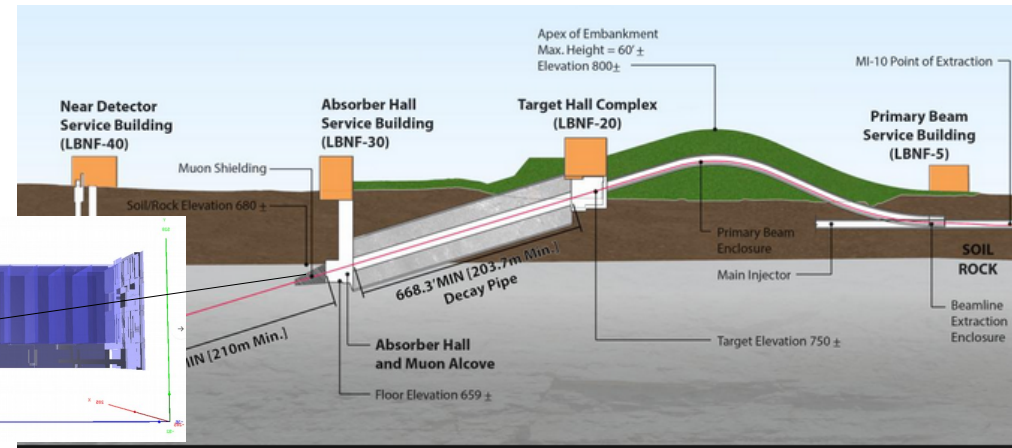 Apex of Embankment
Max. Height = 60' ±
Elevation 800±
MI-10 Point of Extraction
Near Detector
Service Building
(LBNF-40)
Absorber Hall
Service Building
(LBNF-30)
Target Hall Complex
(LBNF-20)
Primary Beam
Service Building
(LBNF-5)
Muon Shielding
Soil/Rock Elevation 680 ±
Primary Beam
Enclosure
Main Injector
SOIL
ROCK
668.3'MIN [203.7m Min.]
Decay Pipe
Beamline
Extraction
Enclosure
MIN [210m Min.]
Absorber Hall
and Muon Alcove
Target Elevation 750 ±
Floor Elevation 659 ±